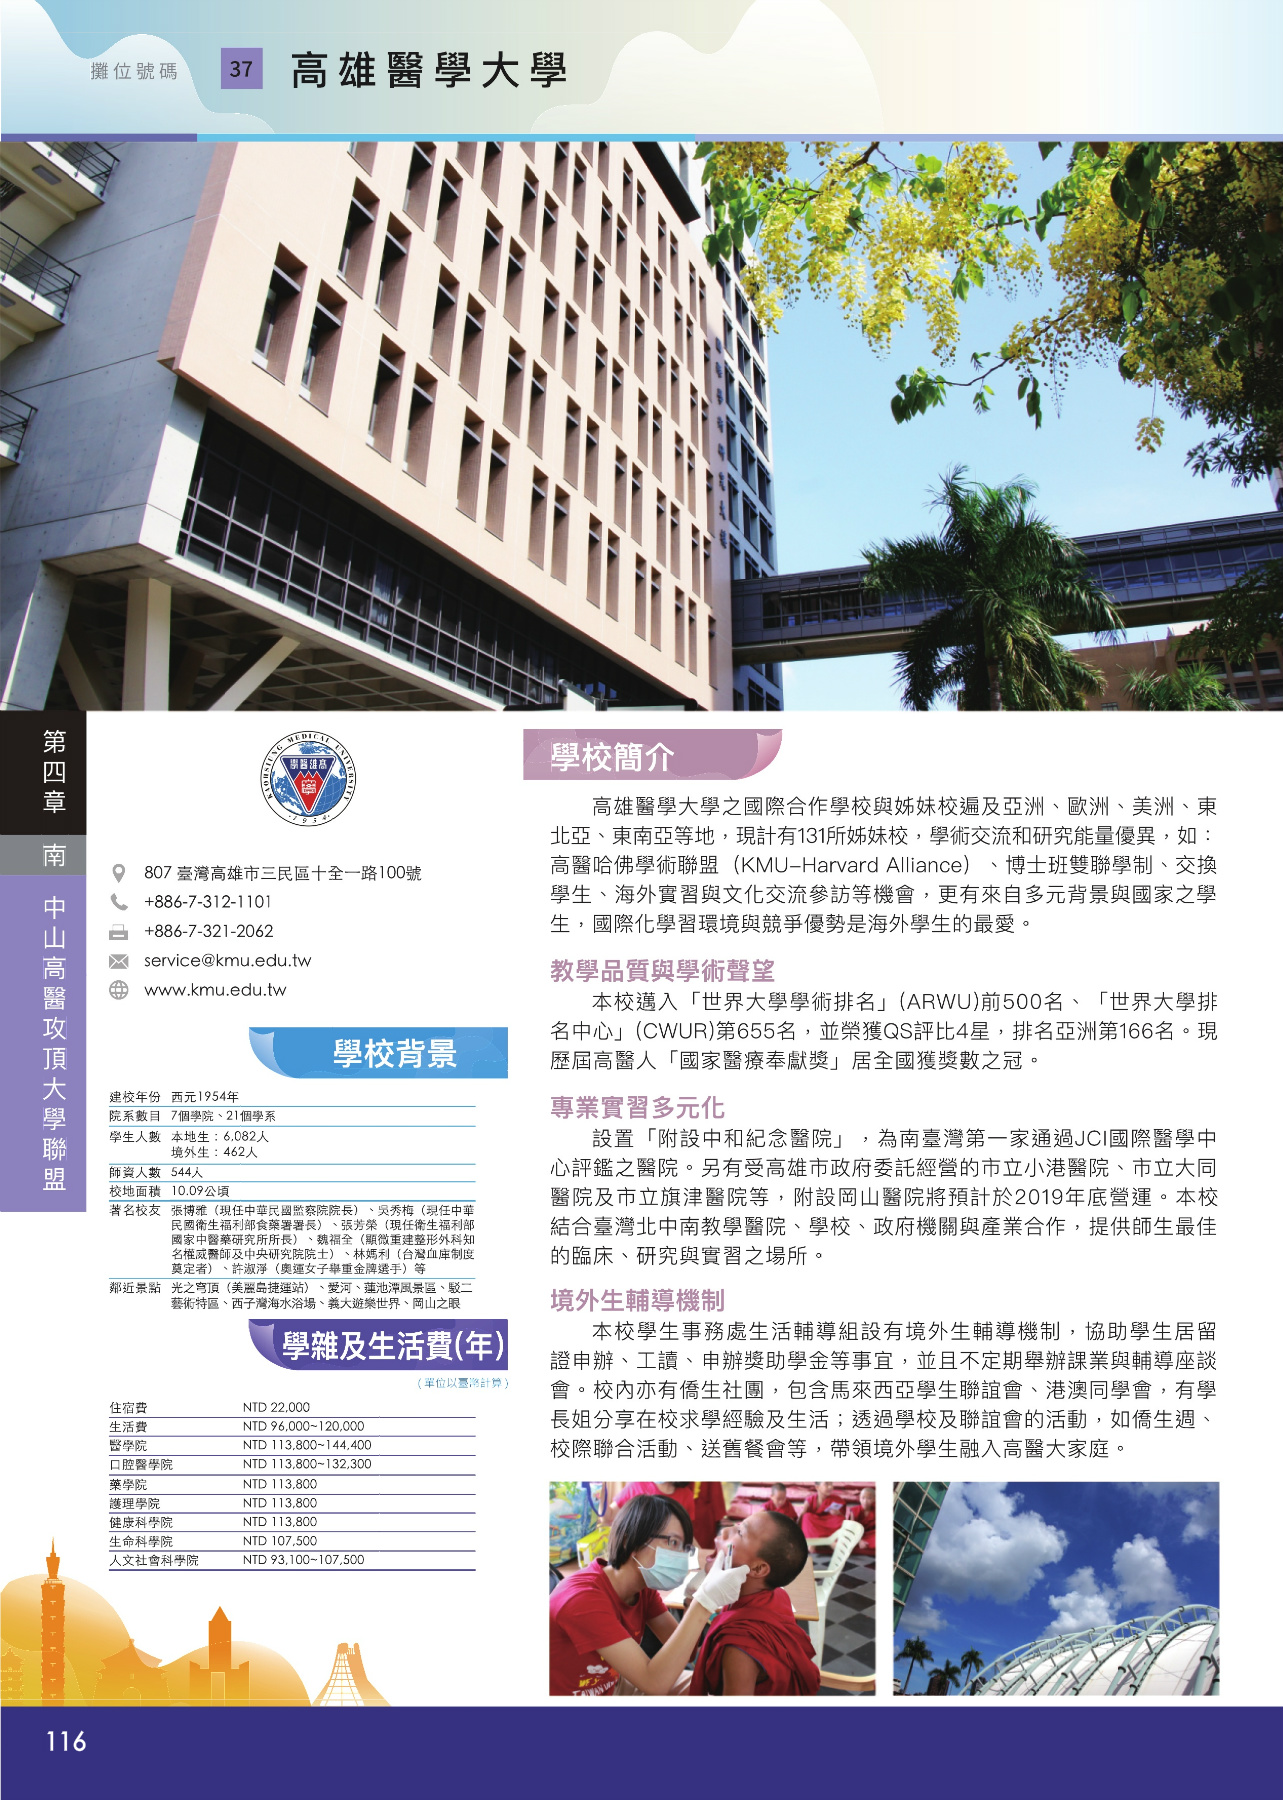 攤位號碼
37
高雄醫學大學
第四章
南
中山高醫攻頂大學聯盟
KAOHSIUNG MEDICAL UNIVERSITY
1954
807 臺灣高雄市三民區十全一路100號
+886-7-312-1101
+886-7-321-2062
service@kmu.edu.tw
www.kmu.edu.tw
學校背景
建校年份 西元1954年
院系數目 7個學院、21個學系
學生人數 本地生：6,082人
境外生：462人
師資人數 544人
校地面積 10.09公頃
著名校友 張博雅（現任中華民國監察院院長）、吳秀梅（現任中華
民國衛生福利部食藥署署長）、張芳榮（現任衛生福利部
國家中醫藥研究所所長）、魏福全（顯微重建整形外科知
名權威醫師及中央研究院院士）、林媽利（台灣血庫制度
奠定者）、許淑淨（奧運女子舉重金牌選手）等
鄰近景點 光之穹頂（美麗島捷運站）、愛河、蓮池潭風景區、駁二
藝術特區、西子灣海水浴場、義大遊樂世界、岡山之眼
學雜及生活費(年)
（單位以臺幣計算）
住宿費 NTD 22,000
生活費 NTD 96,000~120,000
醫學院 NTD 113,800~144,400
口腔醫學院 NTD 113,800~132,300
藥學院 NTD 113,800
護理學院 NTD 113,800
健康科學院 NTD 113,800
生命科學院 NTD 107,500
人文社會科學院 NTD 93,100~107,500
學校簡介
高雄醫學大學之國際合作學校與姊妹校遍及亞洲、歐洲、美洲、東
北亞、東南亞等地，現計有131所姊妹校，學術交流和研究能量優異，如：
高醫哈佛學術聯盟（KMU-Harvard Alliance）、博士班雙聯學制、交換
學生、海外實習與文化交流參訪等機會，更有來自多元背景與國家之學
生，國際化學習環境與競爭優勢是海外學生的最愛。
教學品質與學術聲望
本校邁入「世界大學學術排名」(ARWU)前500名、「世界大學排
名中心」(CWUR)第655名，並榮獲QS評比4星，排名亞洲第166名。現
歷屆高醫人「國家醫療奉獻獎」居全國獲獎數之冠。
專業實習多元化
設置「附設中和紀念醫院」，為南臺灣第一家通過JCI國際醫學中
心評鑑之醫院。另有受高雄市政府委託經營的市立小港醫院、市立大同
醫院及市立旗津醫院等，附設岡山醫院將預計於2019年底營運。本校
結合臺灣北中南教學醫院、學校、政府機關與產業合作，提供師生最佳
的臨床、研究與實習之場所。
境外生輔導機制
本校學生事務處生活輔導組設有境外生輔導機制，協助學生居留
證申辦、工讀、申辦獎助學金等事宜，並且不定期舉辦課業與輔導座談
會。校內亦有僑生社團，包含馬來西亞學生聯誼會、港澳同學會，有學
長姐分享在校求學經驗及生活；透過學校及聯誼會的活動，如僑生週、
校際聯合活動、送舊餐會等，帶領境外學生融入高醫大家庭。
116